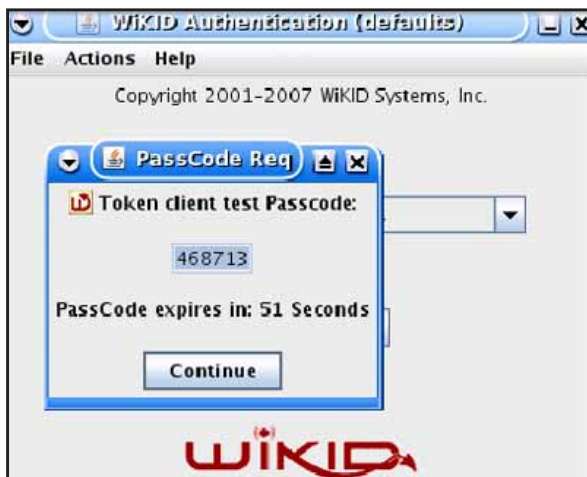 WiKID Authentication (defaults)
File Actions Help
Copyright 2001-2007 WiKID Systems, Inc.
PassCode Req
Token client test Passcode:
468713
PassCode expires in: 51 Seconds
Continue
WiKID